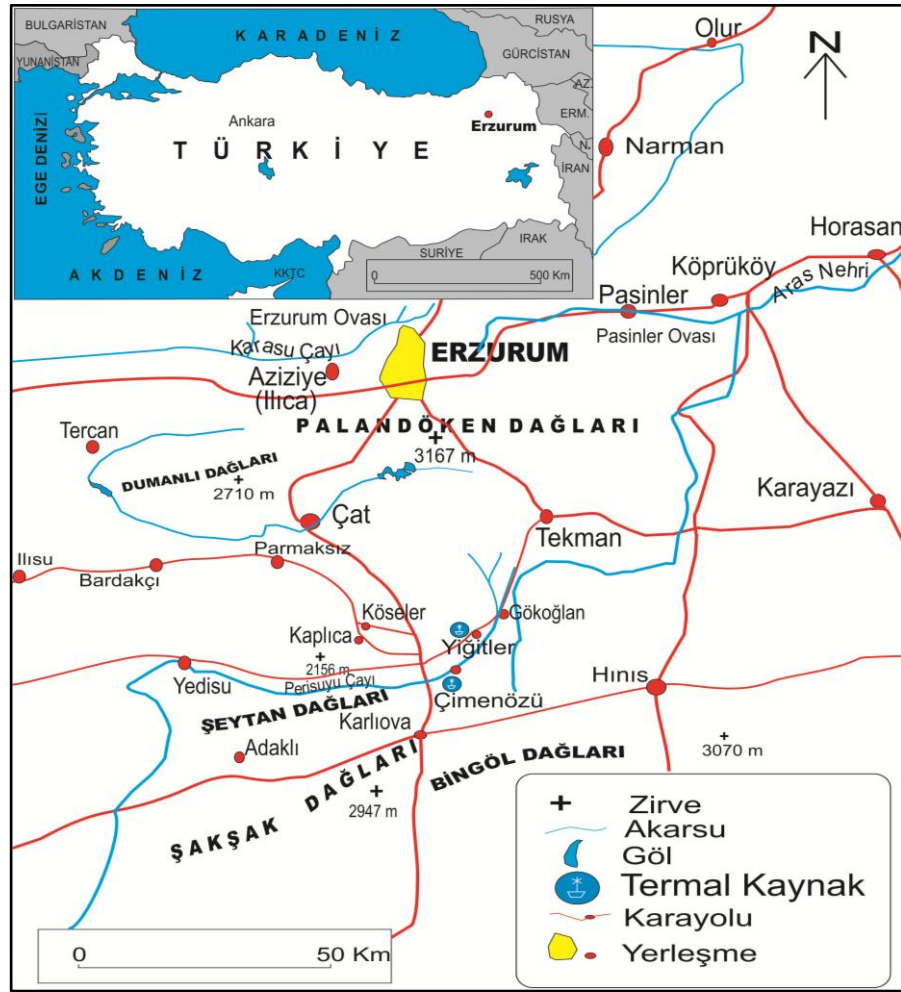 BULGARİSTAN
YUNANİSTAN
KARADENİZ
RUSYA
GÜRCİSTAN
AZ.
ERM.
N.
İRAN
Ankara
Erzurum
TÜRKİYE
EGE DENİZİ
AKDENİZ
KKTC
SURİYE
IRAK
0 500 Km
N
Olur
Narman
Horasan
Köprüköy
Aras Nehri
Pasinler
Pasinler Ovası
Erzurum Ovası
Karasu Çayı
ERZURUM
Aziziye
(Ilıca)
PALANDÖKEN DAĞLARI
3167 m
Tercan
DUMANLI DAĞLARI
2710 m
Çat
Karayazı
Tekman
Ilısu
Bardakçı
Parmaksız
Köseler
Kaplıca
Gökoğlan
Yiğitler
2156 m
Yedisu
Perisuyu Çayı
Çimenözü
Hınıs
ŞEYTAN DAĞLARI
Karlıova
Adaklı
BİNGÖL DAĞLARI
3070 m
ŞAKŞAK DAĞLARI
2947 m
Zirve
Akarsu
Göl
Termal Kaynak
Karayolu
Yerleşme
0 50 Km